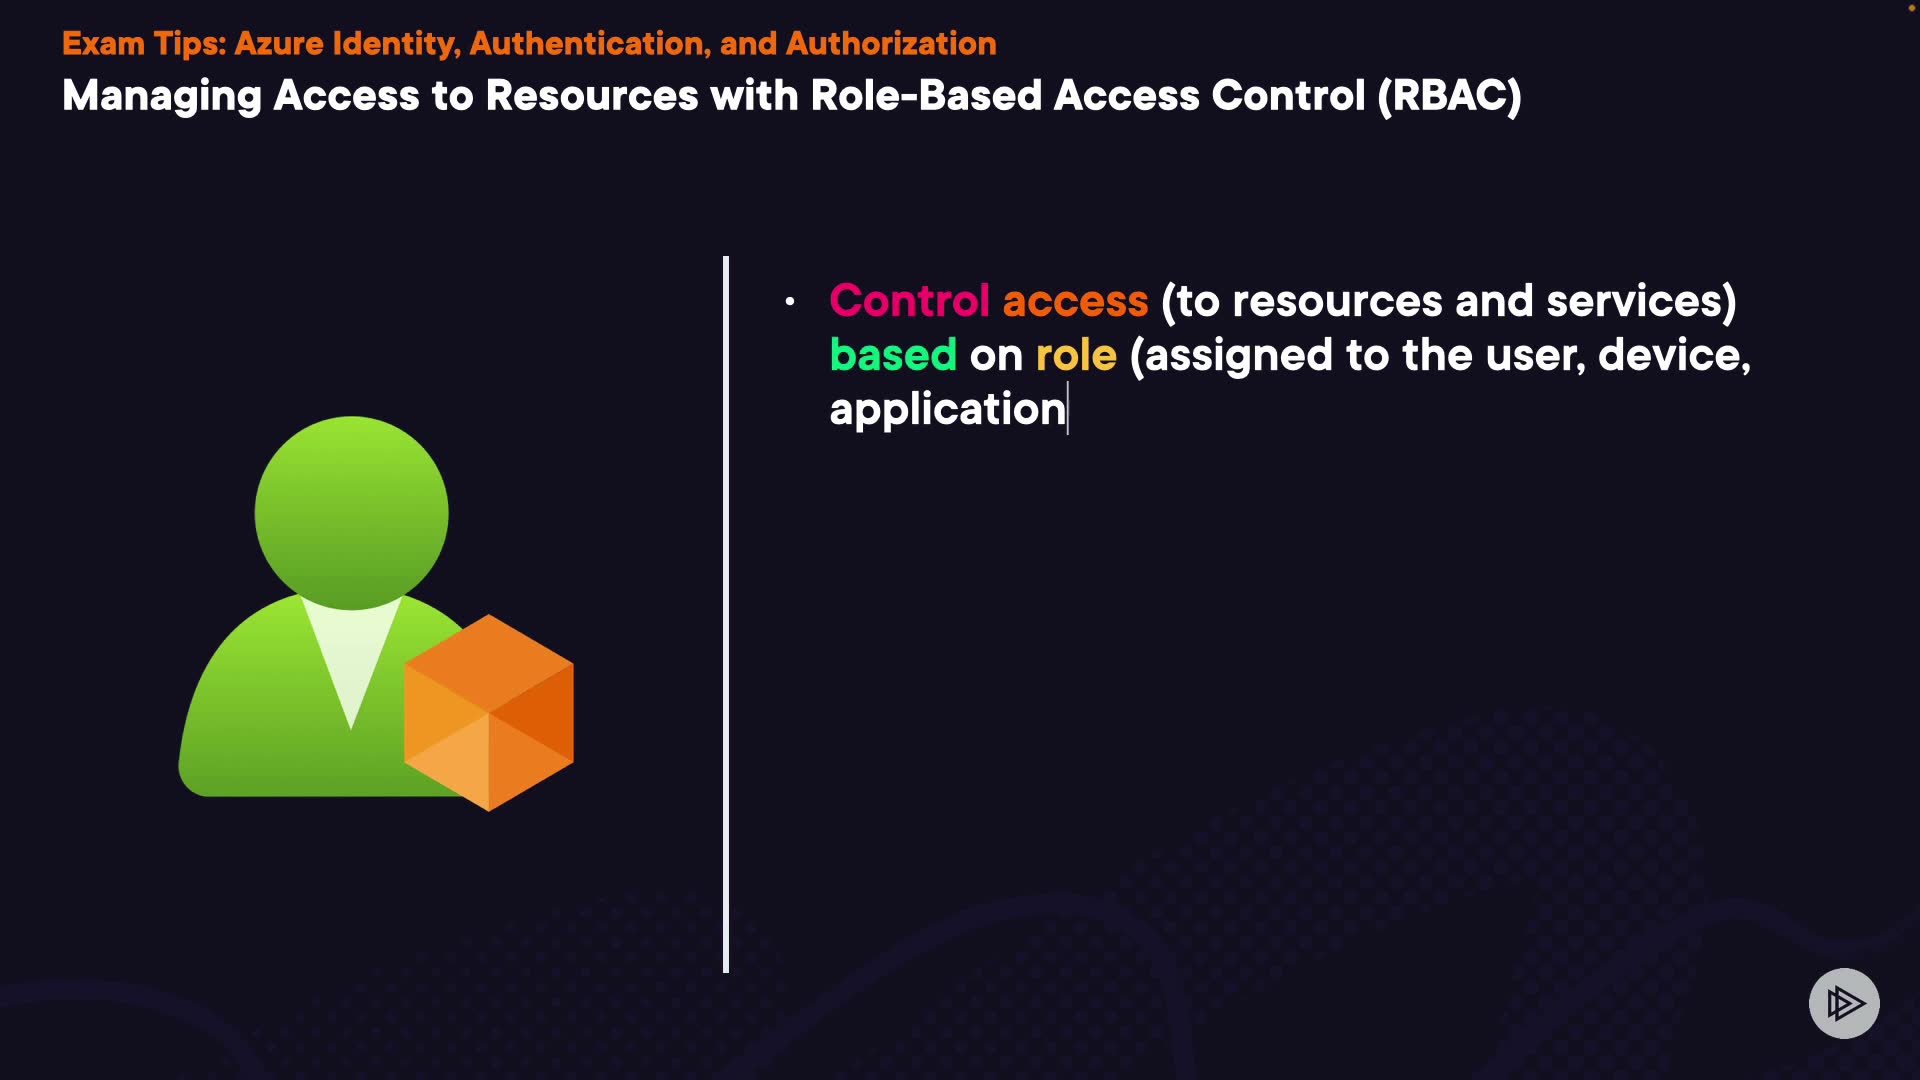 Exam Tips: Azure Identity, Authentication, and Authorization
Managing Access to Resources with Role-Based Access Control (RBAC)
• Control access (to resources and services)
based on role (assigned to the user, device,
application